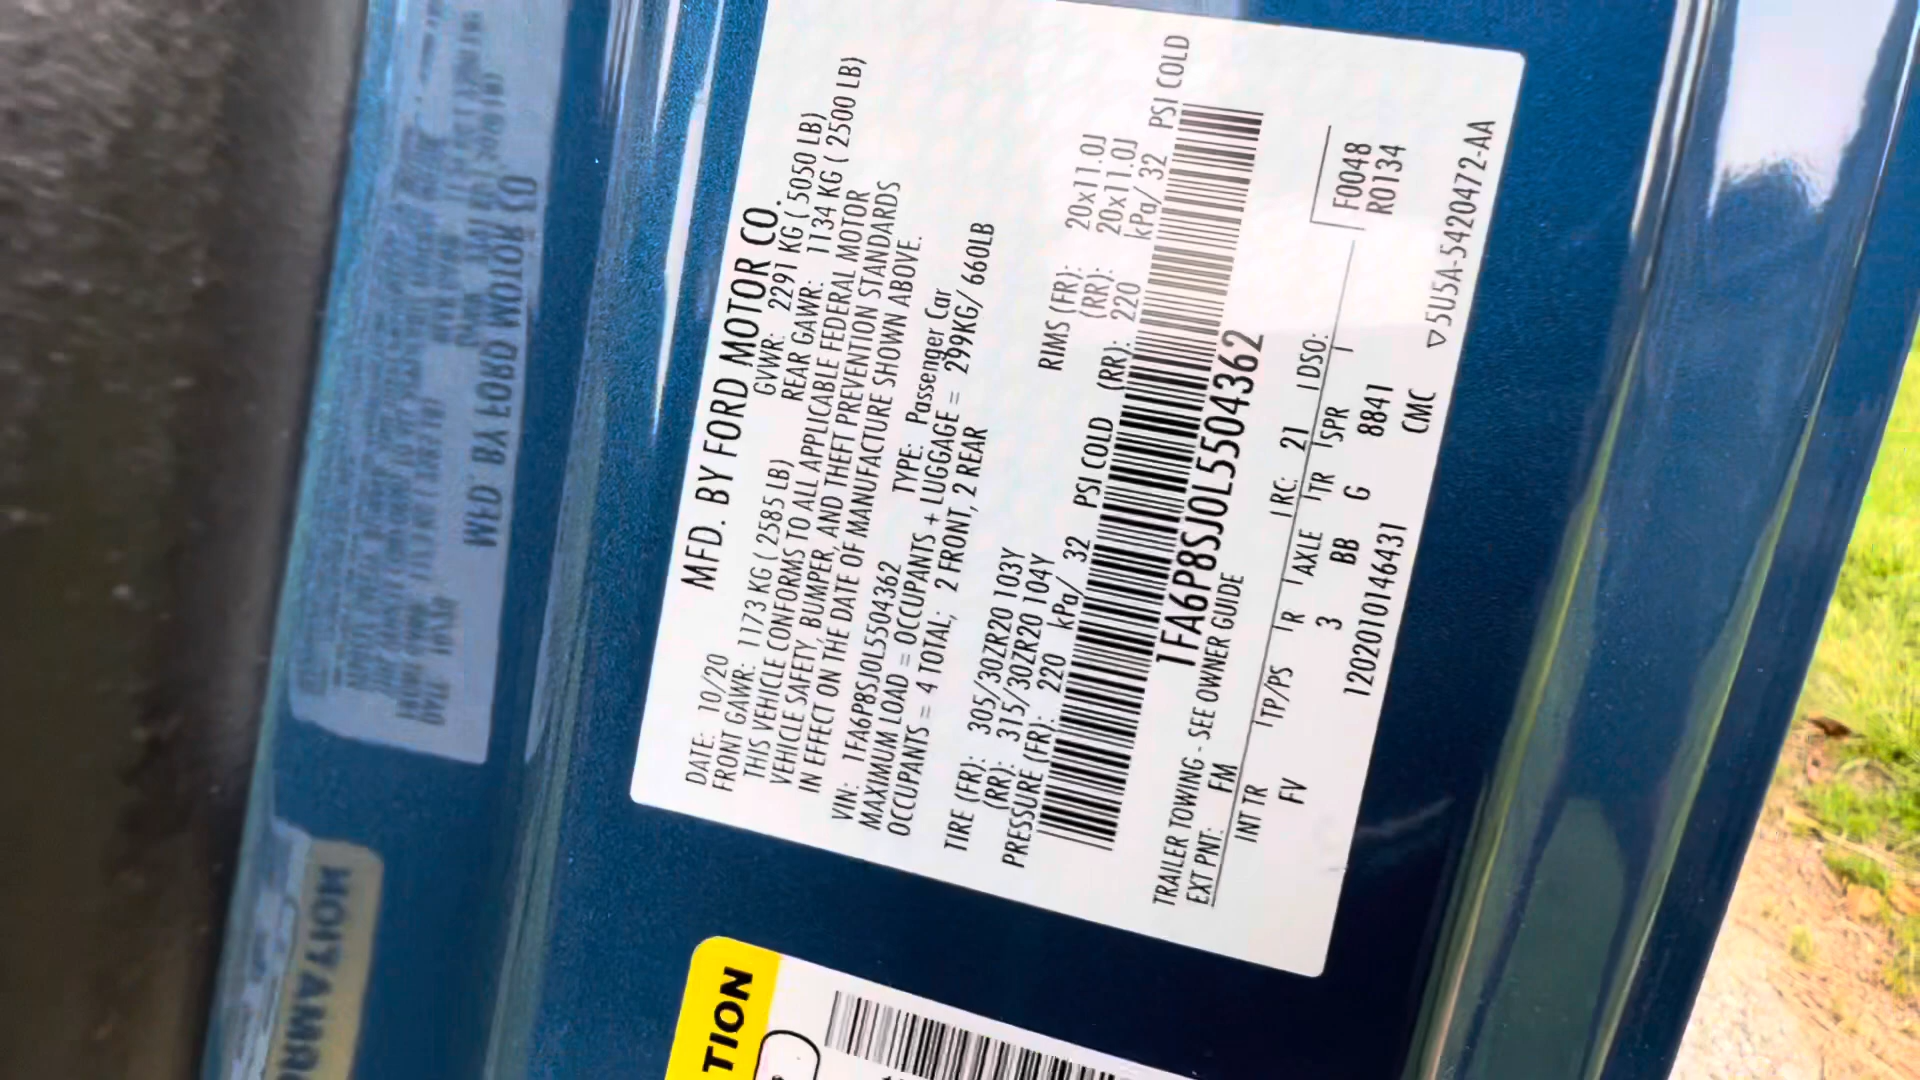 MFD. BY FORD MOTOR CO.
DATE: 10/20 GVWR: 2291 KG ( 5050 LB)
FRONT GAWR: 1173 KG ( 2585 LB) REAR GAWR: 1134 KG ( 2500 LB)
THIS VEHICLE CONFORMS TO ALL APPLICABLE FEDERAL MOTOR
VEHICLE SAFETY, BUMPER, AND THEFT PREVENTION STANDARDS
IN EFFECT ON THE DATE OF MANUFACTURE SHOWN ABOVE.
VIN: 1FA6P8SJ0L5504362 TYPE: Passenger Car
MAXIMUM LOAD = OCCUPANTS + LUGGAGE = 299KG/ 660LB
OCCUPANTS = 4 TOTAL; 2 FRONT, 2 REAR
TIRE (FR): 305/30ZR20 103Y RIMS (FR): 20x11.0J
(RR): 315/30ZR20 104Y (RR): 20x11.0J
PRESSURE (FR): 220 kPa/ 32 PSI COLD (RR): 220 kPa/ 32 PSI COLD
1FA6P8SJ0L5504362
TRAILER TOWING - SEE OWNER GUIDE
EXT PNT: FM RC: 21 DSO: F0048
R0134
INT TR TP/PS R AXLE TR SPR
FV 3 BB G 8841
1202010146431 CMC ▽5U5A-5420472-AA
TION